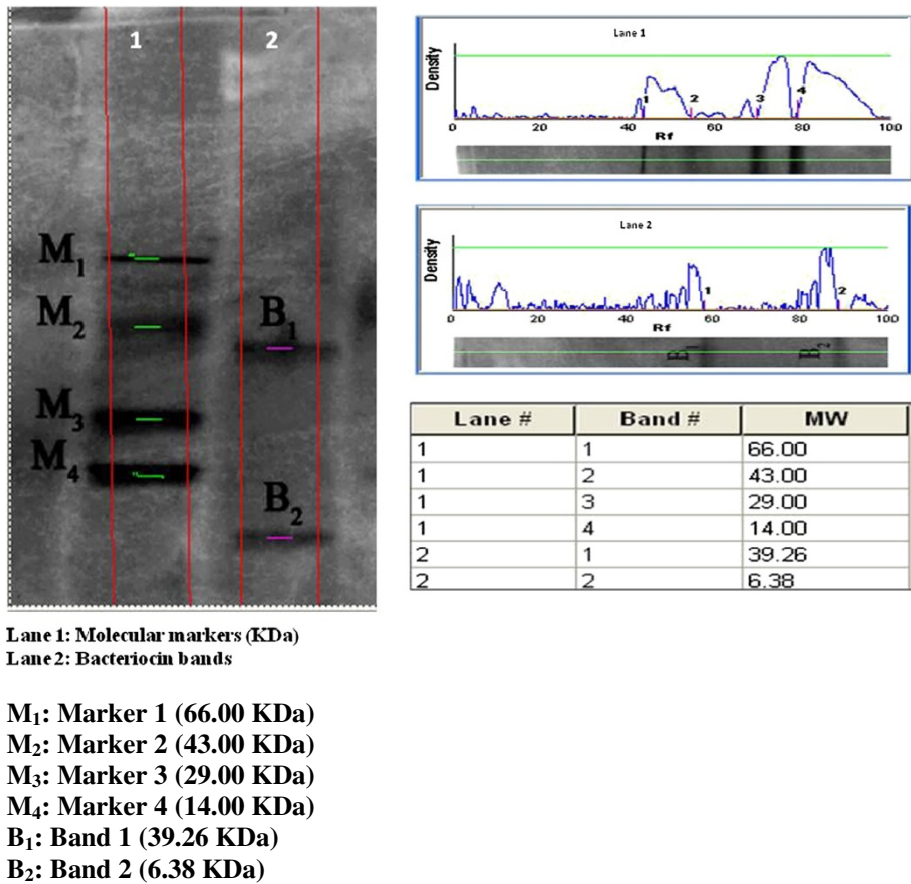 1 2
M1
M2
M3
M4
B1
B2
Lane 1
Density
1 2 3 4
0 20 40 60 80 100
Rf
Lane 2
Density
1 2
0 20 40 60 80 100
Rf
B1 B2
Lane # Band # MW
1 1 66.00
1 2 43.00
1 3 29.00
1 4 14.00
2 1 39.26
2 2 6.38
Lane 1: Molecular markers (KDa)
Lane 2: Bacteriocin bands
M1: Marker 1 (66.00 KDa)
M2: Marker 2 (43.00 KDa)
M3: Marker 3 (29.00 KDa)
M4: Marker 4 (14.00 KDa)
B1: Band 1 (39.26 KDa)
B2: Band 2 (6.38 KDa)